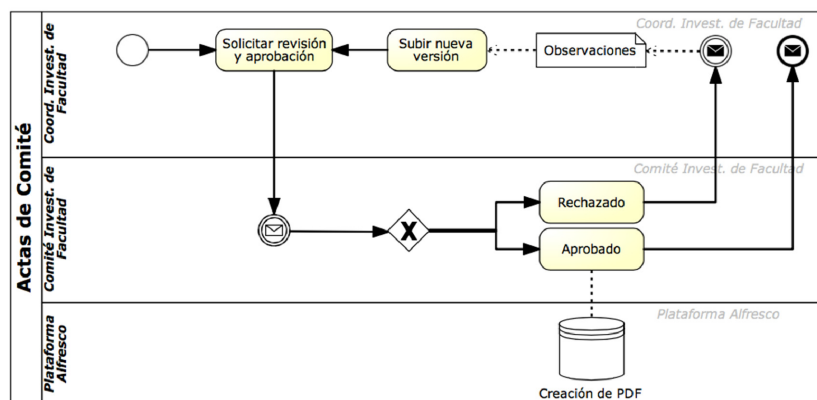 Actas de Comité
Coord. Invest. de
Facultad
Coord. Invest. de Facultad
Solicitar revisión
y aprobación
Subir nueva
versión
Observaciones
Comité Invest. de
Facultad
Comité Invest. de Facultad
X
Rechazado
Aprobado
Plataforma
Alfresco
Plataforma Alfresco
Creación de PDF